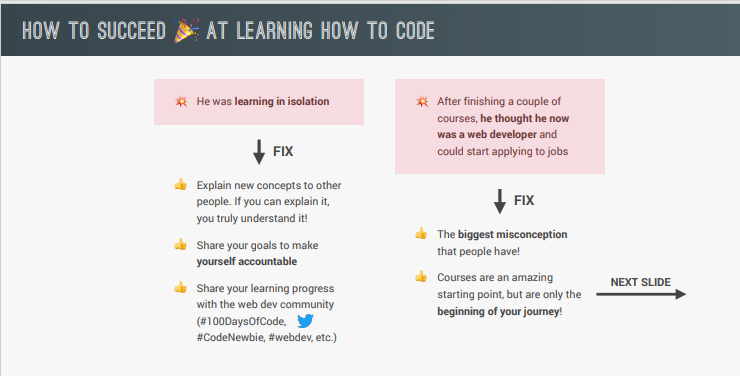 HOW TO SUCCEED 🎉 AT LEARNING HOW TO CODE
💥 He was learning in isolation
FIX
👍 Explain new concepts to other
people. If you can explain it,
you truly understand it!
👍 Share your goals to make
yourself accountable
👍 Share your learning progress
with the web dev community
(#100DaysOfCode,
#CodeNewbie, #webdev, etc.)
💥 After finishing a couple of
courses, he thought he now
was a web developer and
could start applying to jobs
FIX
👍 The biggest misconception
that people have!
👍 Courses are an amazing
starting point, but are only the
beginning of your journey!
NEXT SLIDE